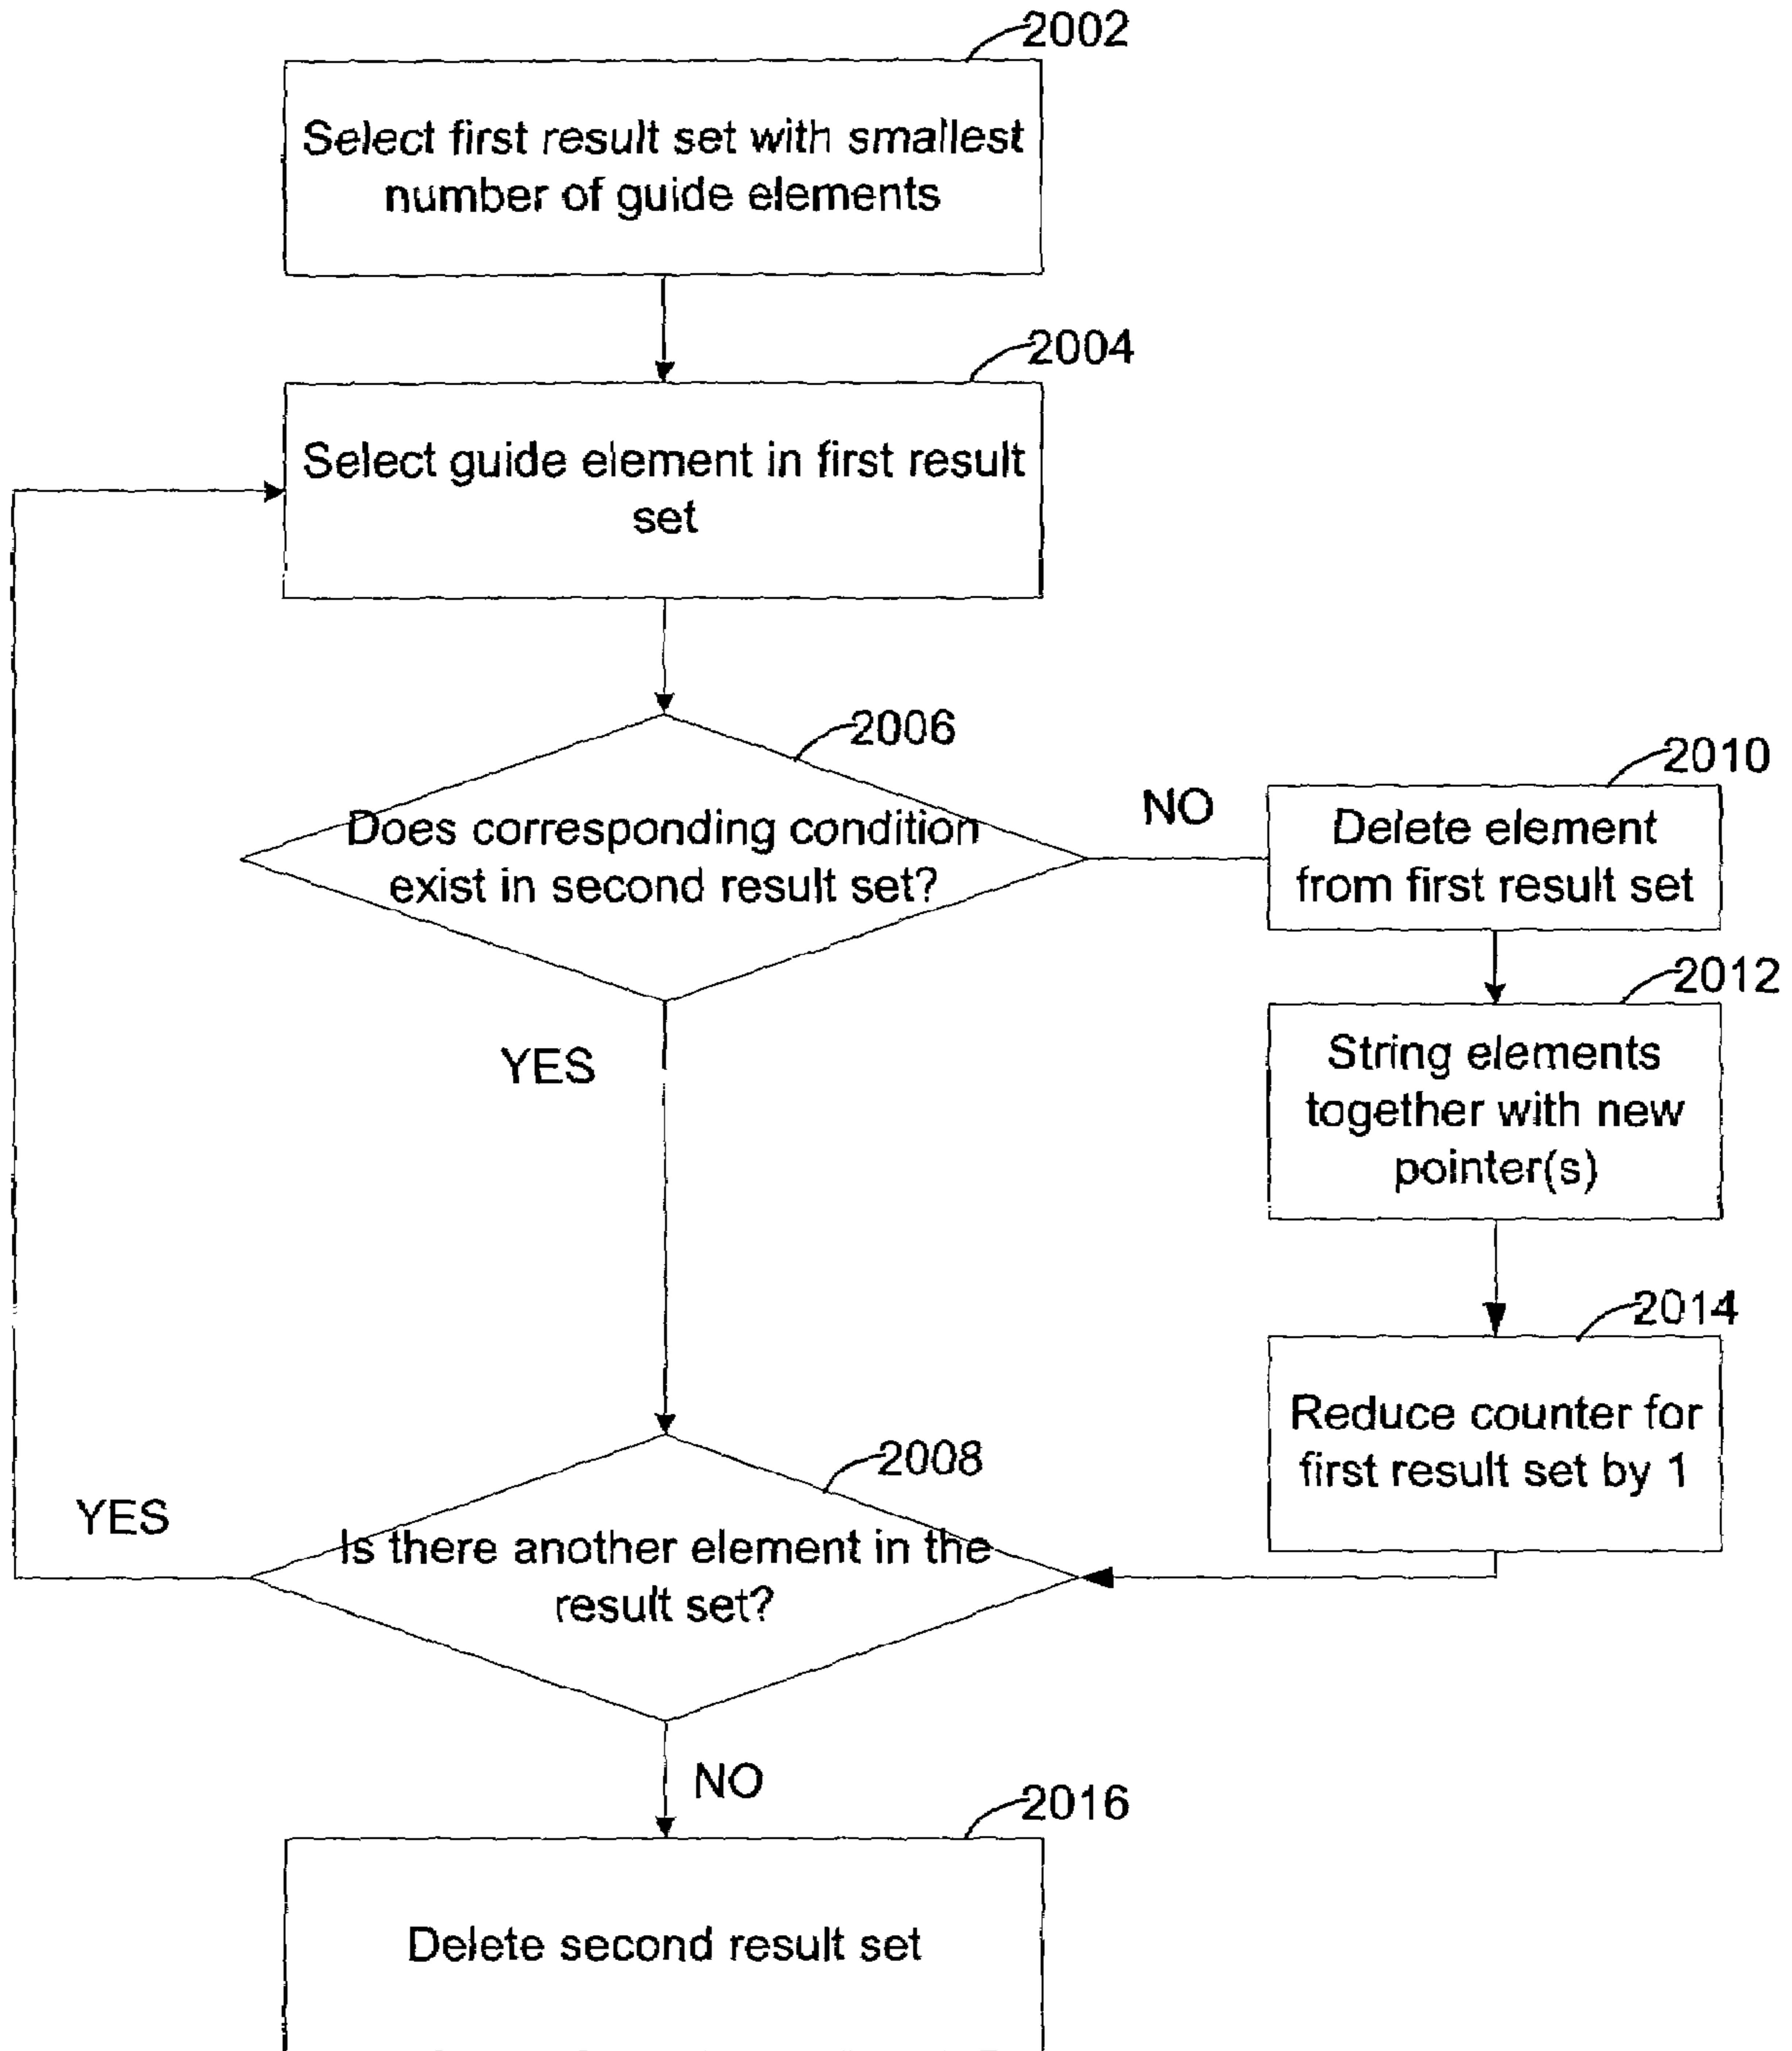 2002
Select first result set with smallest
number of guide elements
2004
Select guide element in first result
set
2006
Does corresponding condition
exist in second result set?
NO
2010
Delete element
from first result set
2012
String elements
together with new
pointer(s)
YES
2014
Reduce counter for
first result set by 1
2008
Is there another element in the
result set?
YES
NO
2016
Delete second result set